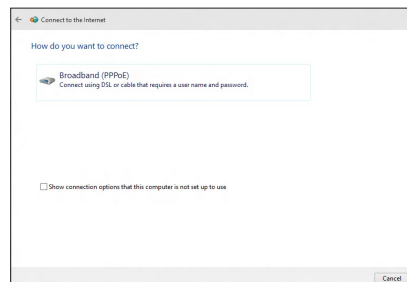 Connect to the Internet
How do you want to connect?
Broadband (PPPoE)
Connect using DSL or cable that requires a user name and password.
Show connection options that this computer is not set up to use
Cancel